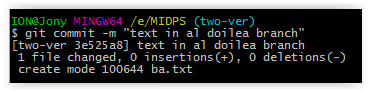 ION@Jony MINGW64 /e/MIDPS (two-ver)
$ git commit -m "text in al doilea branch"
[two-ver 3e525a8] text in al doilea branch
1 file changed, 0 insertions(+), 0 deletions(-)
create mode 100644 ba.txt